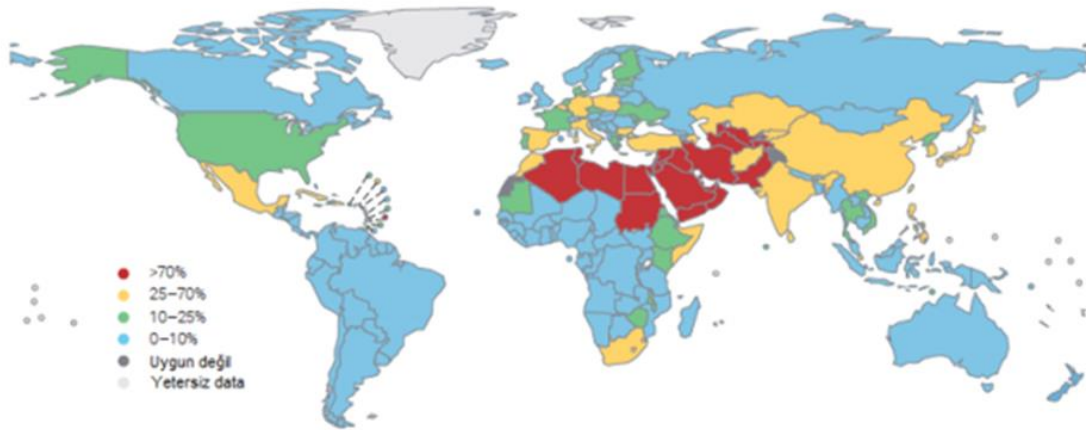 >70%
25–70%
10–25%
0–10%
Uygun değil
Yetersiz data